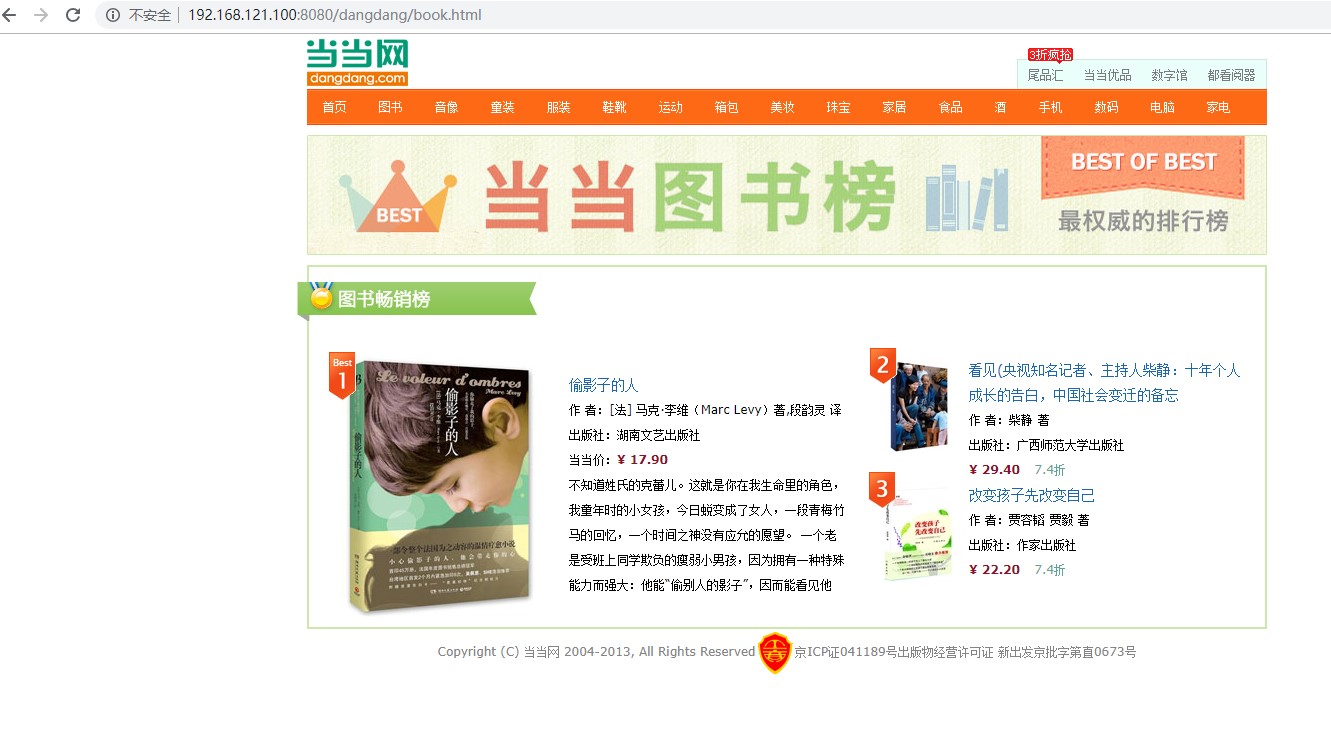 不安全 192.168.121.100:8080/dangdang/book.html
当当网
dangdang.com
3折疯抢
尾品汇 当当优品 数字馆 都看阅器
首页 图书 音像 童装 服装 鞋靴 运动 箱包 美妆 珠宝 家居 食品 酒 手机 数码 电脑 家电
BEST
当当图书榜
BEST OF BEST
最权威的排行榜
图书畅销榜
Best
1
Le voleur d'ombres
Marc Levy
偷影子的人
偷影子的人
偷影子的人
作 者：[法] 马克·李维（Marc Levy）著,段韵灵 译
出版社：湖南文艺出版社
当当价：¥ 17.90
不知道姓氏的克蕾儿。这就是你在我生命里的角色，
我童年时的小女孩，今日蜕变成了女人，一段青梅竹
马的回忆，一个时间之神没有应允的愿望。 一个老
是受班上同学欺负的瘦弱小男孩，因为拥有一种特殊
能力而强大：他能“偷别人的影子”，因而能看见他
2
看见(央视知名记者、主持人柴静：十年个人
成长的告白，中国社会变迁的备忘
作 者：柴静 著
出版社：广西师范大学出版社
¥ 29.40 7.4折
3
改变孩子
先改变自己
改变孩子先改变自己
作 者：贾容韬 贾毅 著
出版社：作家出版社
¥ 22.20 7.4折
Copyright (C) 当当网 2004-2013, All Rights Reserved 京ICP证041189号出版物经营许可证 新出发京批字第直0673号